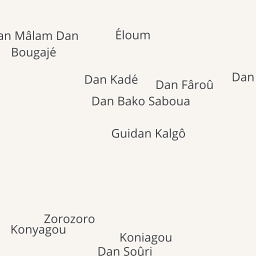 Éloum
an Mâlam Dan
Bougajé
Dan Kadé
Dan Fâroû
Dan
Dan Bako Saboua
Guidan Kalgô
Zorozoro
Konyagou
Koniagou
Dan Soûri